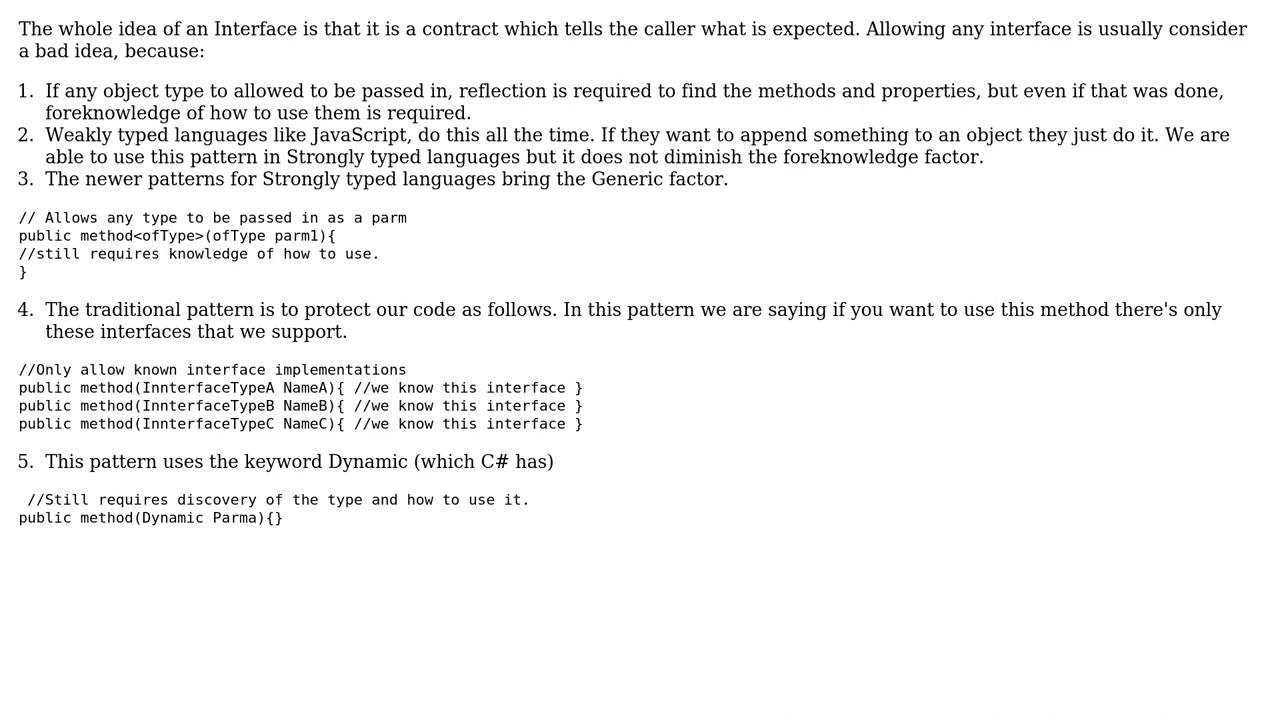 The whole idea of an Interface is that it is a contract which tells the caller what is expected. Allowing any interface is usually consider
a bad idea, because:
1. If any object type to allowed to be passed in, reflection is required to find the methods and properties, but even if that was done,
foreknowledge of how to use them is required.
2. Weakly typed languages like JavaScript, do this all the time. If they want to append something to an object they just do it. We are
able to use this pattern in Strongly typed languages but it does not diminish the foreknowledge factor.
3. The newer patterns for Strongly typed languages bring the Generic factor.
// Allows any type to be passed in as a parm
public method<ofType>(ofType parm1){
//still requires knowledge of how to use.
}
4. The traditional pattern is to protect our code as follows. In this pattern we are saying if you want to use this method there's only
these interfaces that we support.
//Only allow known interface implementations
public method(InnterfaceTypeA NameA){ //we know this interface }
public method(InnterfaceTypeB NameB){ //we know this interface }
public method(InnterfaceTypeC NameC){ //we know this interface }
5. This pattern uses the keyword Dynamic (which C# has)
//Still requires discovery of the type and how to use it.
public method(Dynamic Parma){}